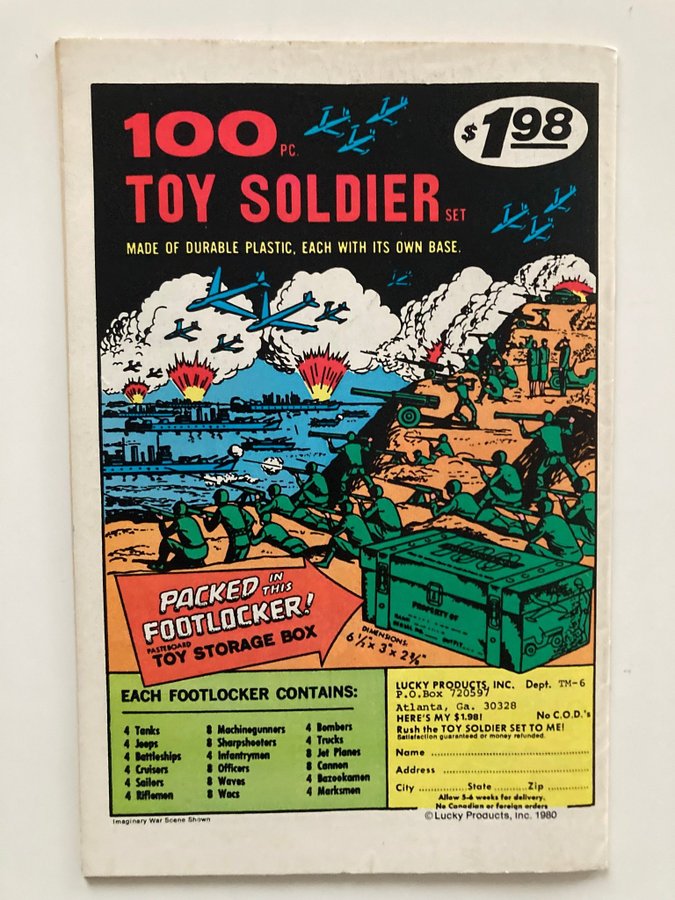 100 PC.
$1.98
TOY SOLDIER SET
MADE OF DURABLE PLASTIC, EACH WITH ITS OWN BASE.
PACKED IN THIS
FOOTLOCKER!
PASTEBOARD
TOY STORAGE BOX
PROPERTY OF
DIMENSIONS:
6 ½" x 3" x 2 ⅜"
EACH FOOTLOCKER CONTAINS:
4 Tanks
4 Jeeps
4 Battleships
4 Cruisers
4 Sailors
4 Riflemen
8 Machinegunners
8 Sharpshooters
4 Infantrymen
8 Officers
8 Waves
8 Wacs
4 Bombers
4 Trucks
8 Jet Planes
8 Cannon
4 Bazookamen
4 Marksmen
LUCKY PRODUCTS, INC. Dept. TM-6
P.O.Box 720597
Atlanta, Ga. 30328
HERE'S MY $1.98! No C.O.D.'s
Rush the TOY SOLDIER SET TO ME!
Satisfaction guaranteed or money refunded.
Name
Address
City State Zip
Allow 5-6 weeks for delivery.
No Canadian or foreign orders
Imaginary War Scene Shown
© Lucky Products, Inc. 1980